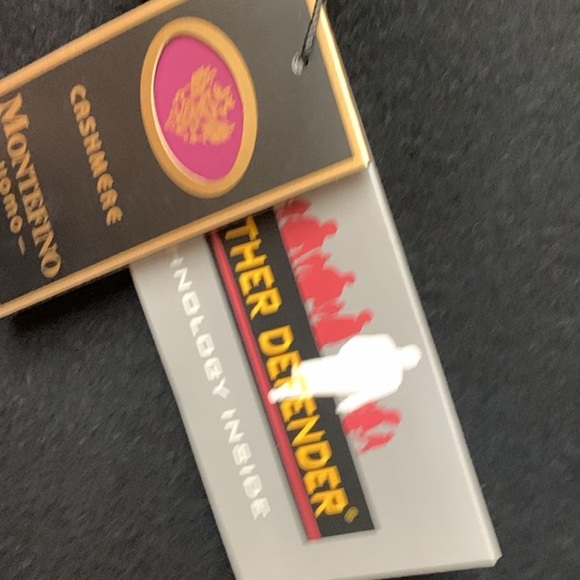 CASHMERE
MONTEFINO
UOMO
THER DEFENDER®
NOLOGY INSIDE